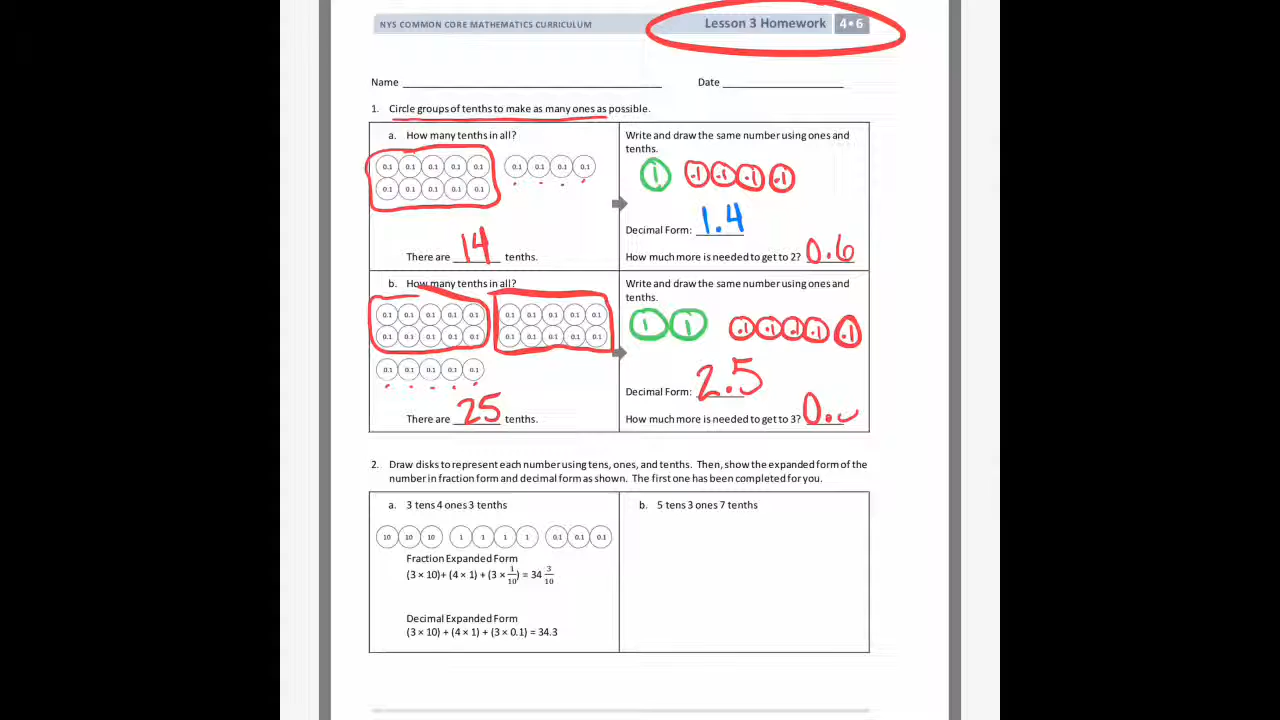 NYS COMMON CORE MATHEMATICS CURRICULUM Lesson 3 Homework 4•6
Name Date
1. Circle groups of tenths to make as many ones as possible.
a. How many tenths in all?
0.1 0.1 0.1 0.1 0.1 0.1 0.1 0.1 0.1
0.1 0.1 0.1 0.1 0.1
There are 14 tenths.
Write and draw the same number using ones and
tenths.
1 .1 .1 .1 .1
Decimal Form: 1.4
How much more is needed to get to 2? 0.6
b. How many tenths in all?
0.1 0.1 0.1 0.1 0.1 0.1 0.1 0.1 0.1 0.1
0.1 0.1 0.1 0.1 0.1 0.1 0.1 0.1 0.1 0.1
0.1 0.1 0.1 0.1 0.1
There are 25 tenths.
Write and draw the same number using ones and
tenths.
1 1 .1 .1 .1 .1 .1
Decimal Form: 2.5
How much more is needed to get to 3? 0.
2. Draw disks to represent each number using tens, ones, and tenths. Then, show the expanded form of the
number in fraction form and decimal form as shown. The first one has been completed for you.
a. 3 tens 4 ones 3 tenths
10 10 10 1 1 1 1 0.1 0.1 0.1
Fraction Expanded Form
(3 × 10)+ (4 × 1) + (3 × 1/10) = 34 3/10
Decimal Expanded Form
(3 × 10) + (4 × 1) + (3 × 0.1) = 34.3
b. 5 tens 3 ones 7 tenths